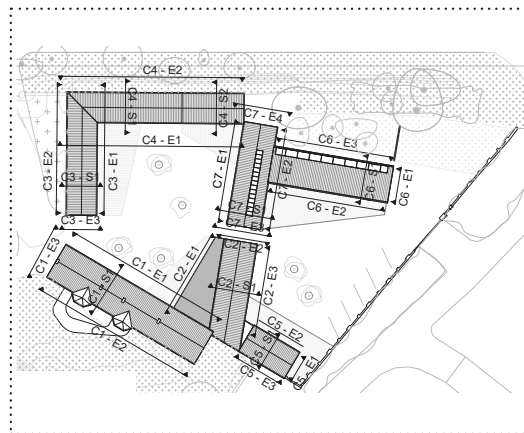 C4 - E2
C4 - S1
C4 - S2
C7 - E4
C4 - E1
C6 - E3
C3 - E2
C3 - S1
C3 - E1
C7 - E1
C7 - E2
C6 - S1
C6 - E1
C3 - E3
C7 - S1
C7 - E3
C6 - E2
C1 - E3
C1 - E1
C2 - E1
C2 - E2
C2 - S1
C2 - E3
C1 - S1
C1 - E2
C5 - E2
C5 - S1
C5 - E1
C5 - E3